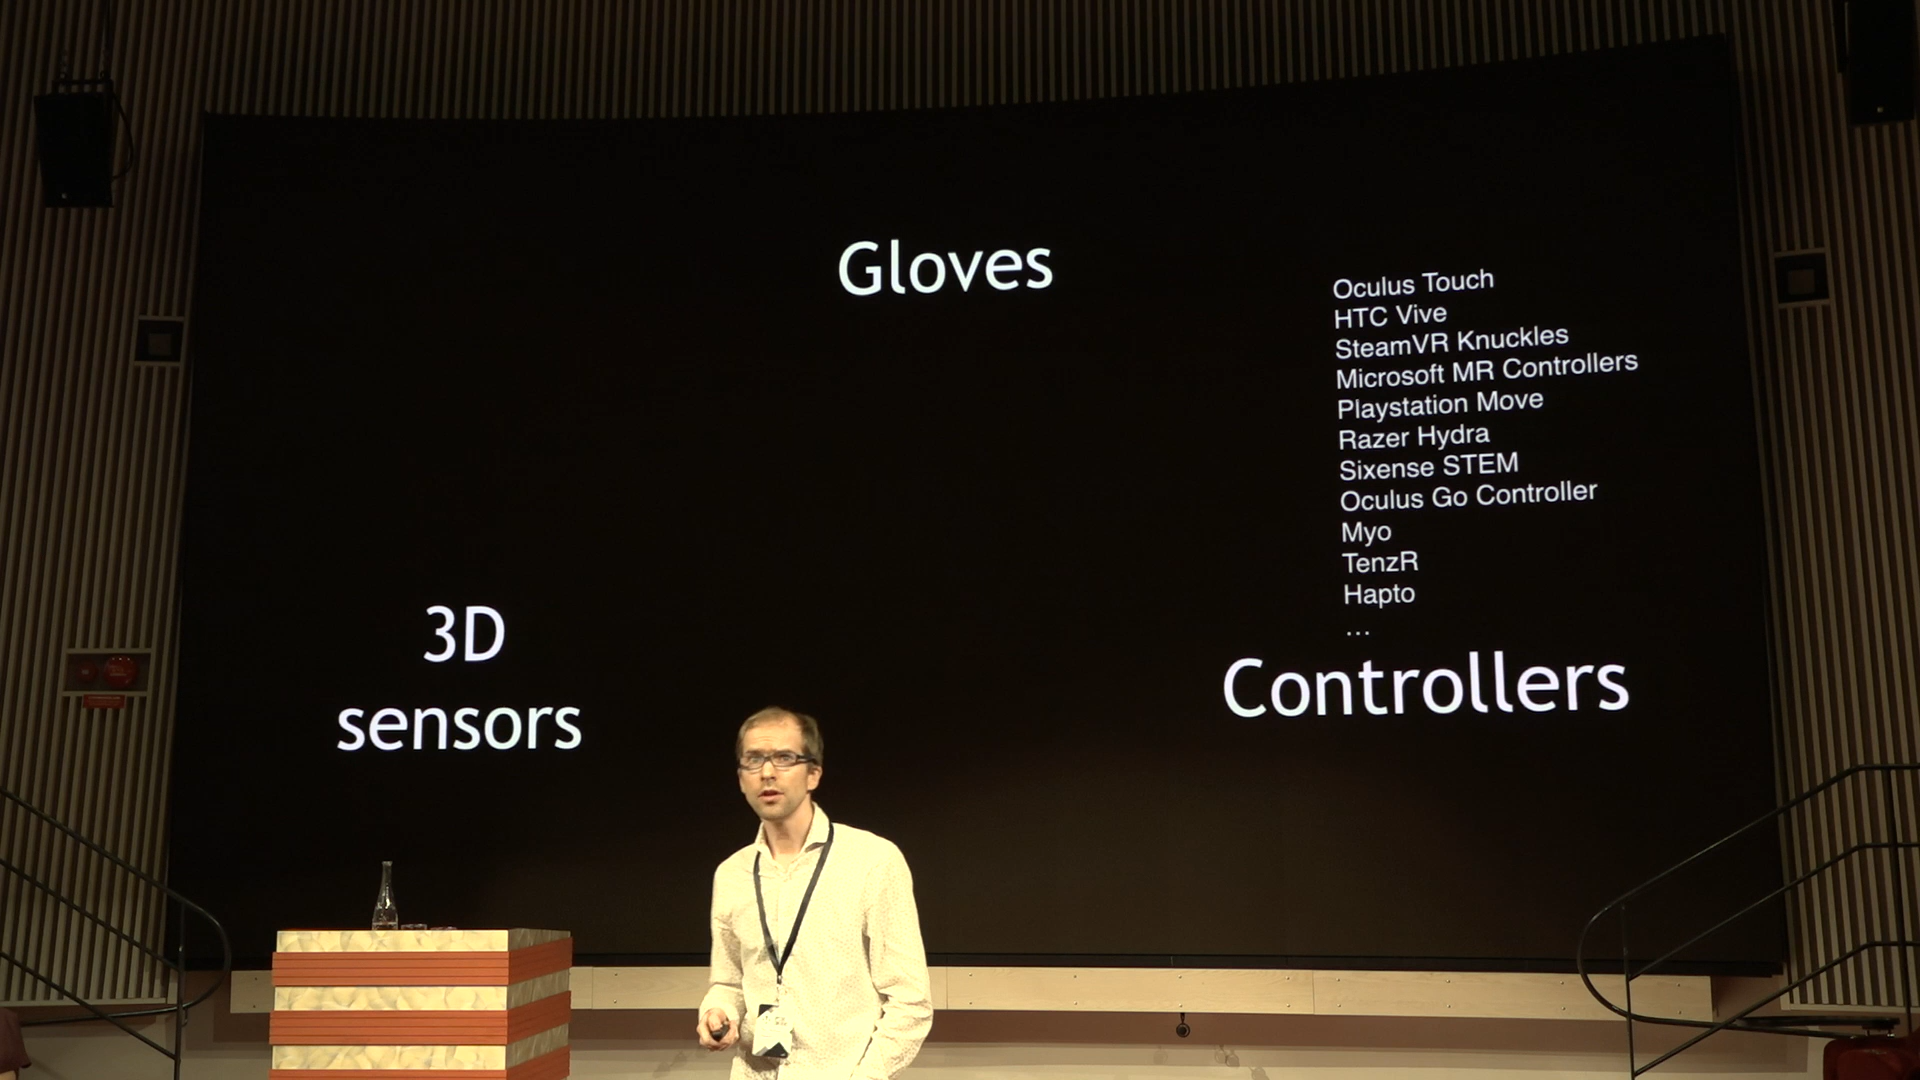 Gloves
Oculus Touch
HTC Vive
SteamVR Knuckles
Microsoft MR Controllers
Playstation Move
Razer Hydra
Sixense STEM
Oculus Go Controller
Myo
TenzR
Hapto
...
3D
sensors
Controllers